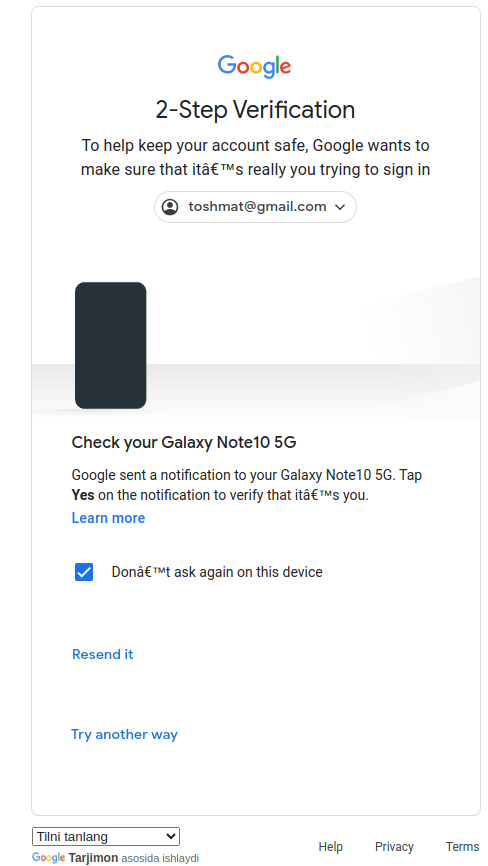 Google
2-Step Verification
To help keep your account safe, Google wants to
make sure that itâ€™s really you trying to sign in
toshmat@gmail.com
Check your Galaxy Note10 5G
Google sent a notification to your Galaxy Note10 5G. Tap
Yes on the notification to verify that itâ€™s you.
Learn more
Donâ€™t ask again on this device
Resend it
Try another way
Tilni tanlang
Help Privacy Terms
Google Tarjimon asosida ishlaydi